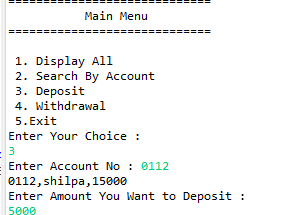 ============================
Main Menu
============================
1. Display All
2. Search By Account
3. Deposit
4. Withdrawal
5.Exit
Enter Your Choice :
3
Enter Account No : 0112
0112,shilpa,15000
Enter Amount You Want to Deposit :
5000